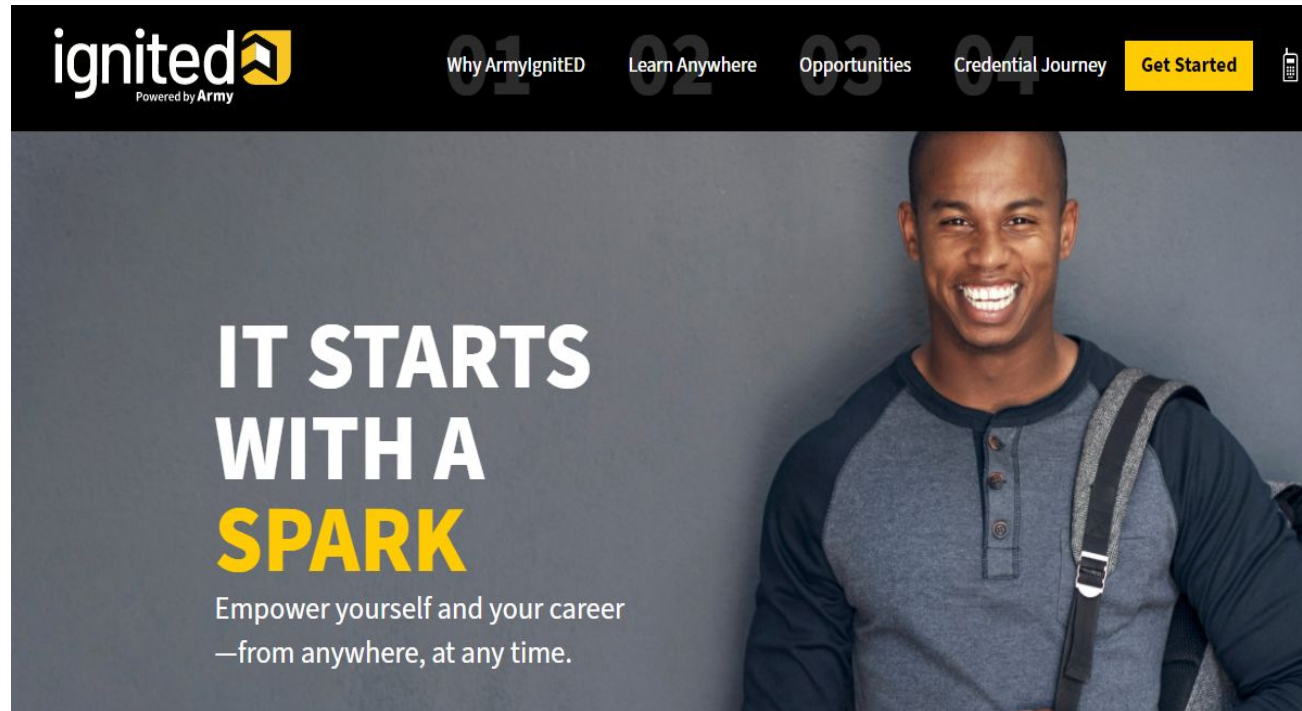 ignited
Powered by Army
01 02 03 04
Why ArmyIgnitED Learn Anywhere Opportunities Credential Journey Get Started
IT STARTS
WITH A
SPARK
Empower yourself and your career
—from anywhere, at any time.